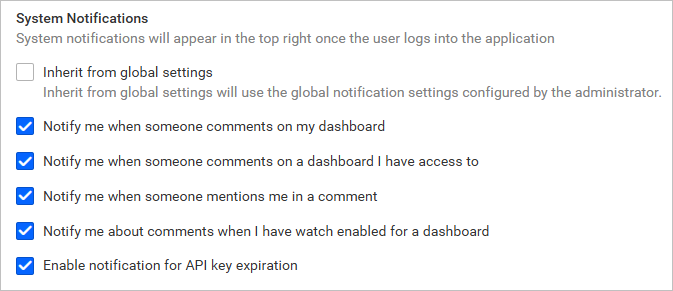 System Notifications
System notifications will appear in the top right once the user logs into the application
Inherit from global settings
Inherit from global settings will use the global notification settings configured by the administrator.
Notify me when someone comments on my dashboard
Notify me when someone comments on a dashboard I have access to
Notify me when someone mentions me in a comment
Notify me about comments when I have watch enabled for a dashboard
Enable notification for API key expiration